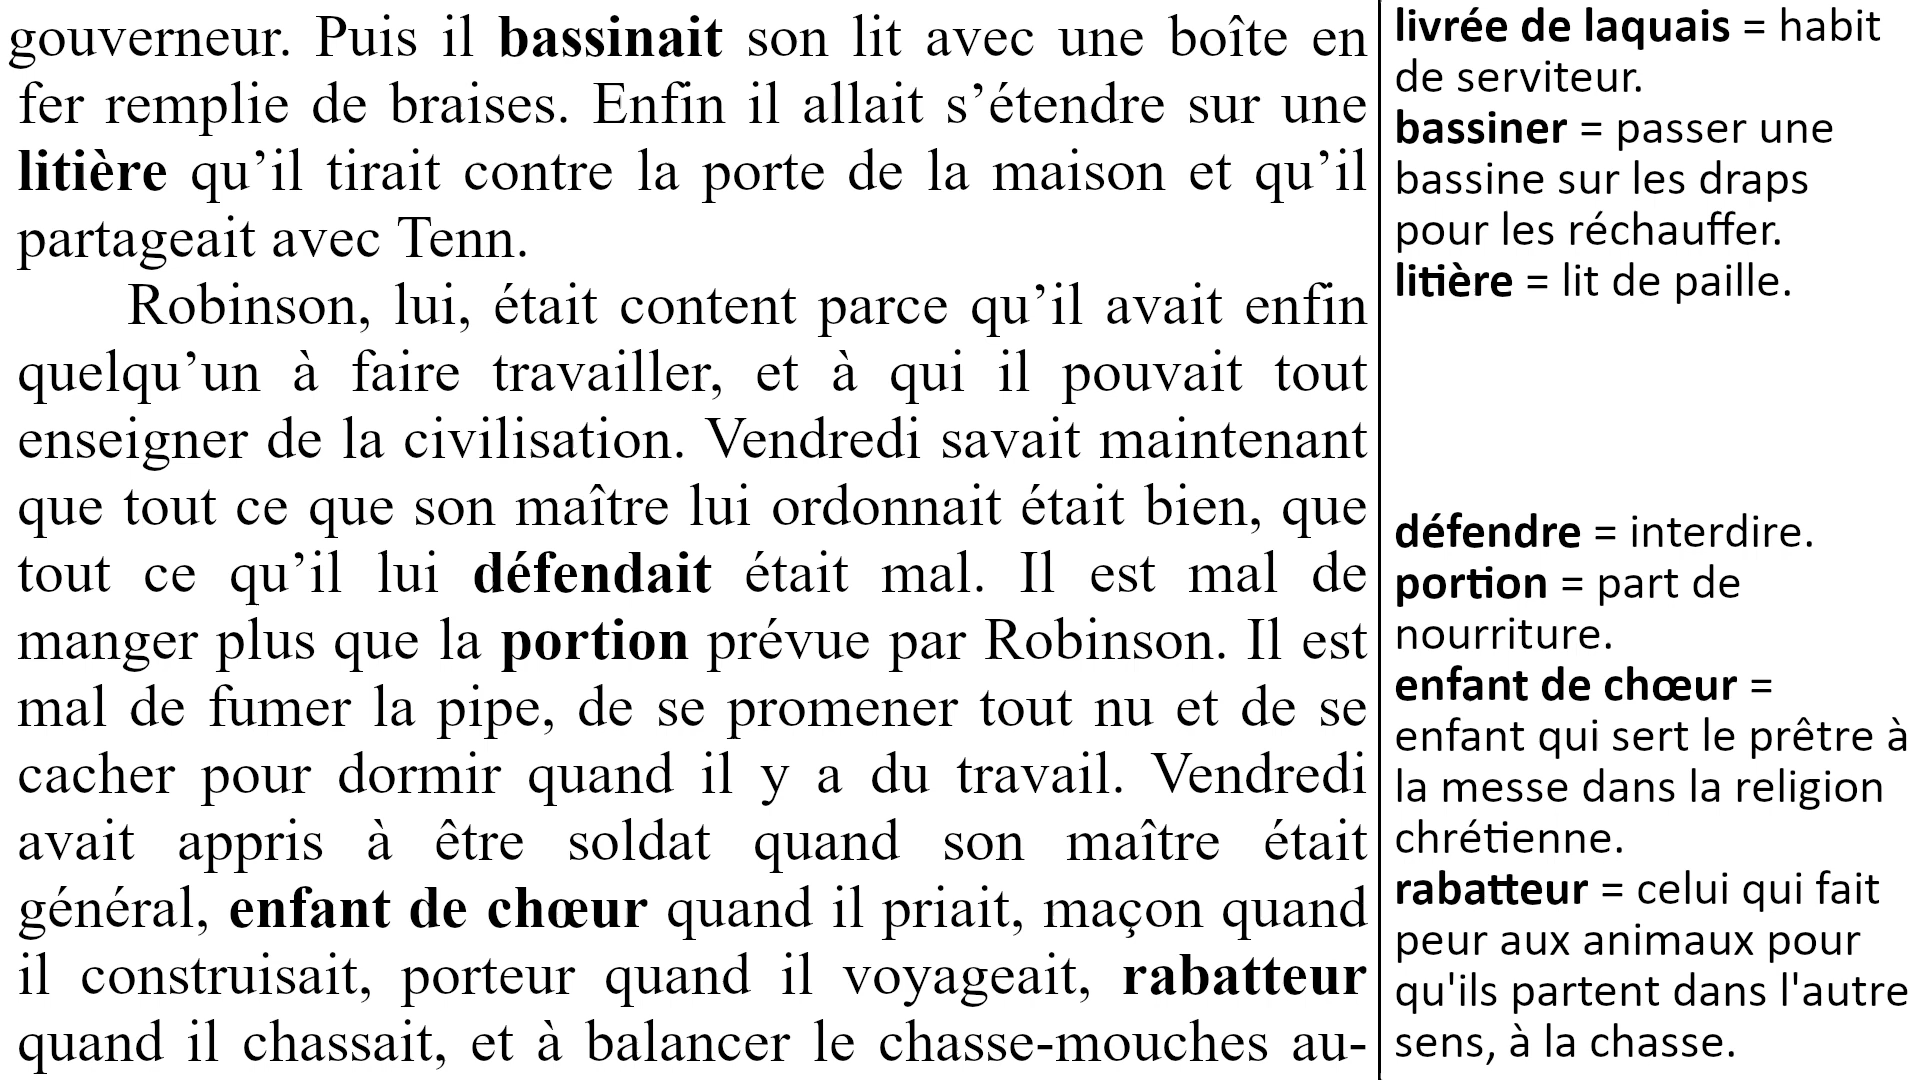 gouverneur. Puis il bassinait son lit avec une boîte en
fer remplie de braises. Enfin il allait s’étendre sur une
litière qu’il tirait contre la porte de la maison et qu’il
partageait avec Tenn.
Robinson, lui, était content parce qu’il avait enfin
quelqu’un à faire travailler, et à qui il pouvait tout
enseigner de la civilisation. Vendredi savait maintenant
que tout ce que son maître lui ordonnait était bien, que
tout ce qu’il lui défendait était mal. Il est mal de
manger plus que la portion prévue par Robinson. Il est
mal de fumer la pipe, de se promener tout nu et de se
cacher pour dormir quand il y a du travail. Vendredi
avait appris à être soldat quand son maître était
général, enfant de chœur quand il priait, maçon quand
il construisait, porteur quand il voyageait, rabatteur
quand il chassait, et à balancer le chasse-mouches au-
livrée de laquais = habit
de serviteur.
bassiner = passer une
bassine sur les draps
pour les réchauffer.
litière = lit de paille.
défendre = interdire.
portion = part de
nourriture.
enfant de chœur =
enfant qui sert le prêtre à
la messe dans la religion
chrétienne.
rabatteur = celui qui fait
peur aux animaux pour
qu'ils partent dans l'autre
sens, à la chasse.